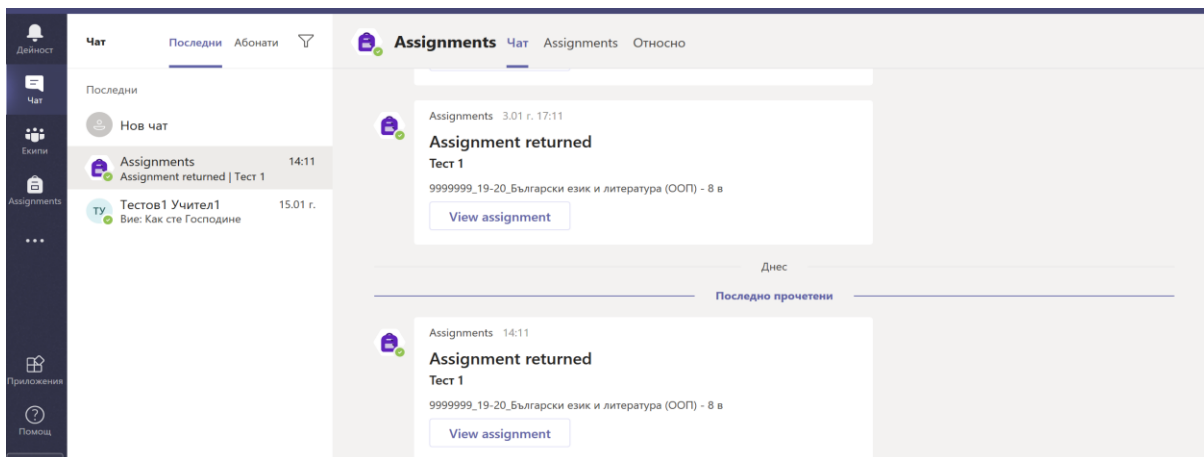 Дейност
Чат
Екипи
Assignments
Приложения
Помощ
Чат Последни Абонати
Последни
Нов чат
Assignments 14:11
Assignment returned | Тест 1
ТУ Тестов1 Учител1 15.01 г.
Вие: Как сте Господине
Assignments Чат Assignments Относно
Assignments 3.01 г. 17:11
Assignment returned
Тест 1
9999999_19-20_Български език и литература (ООП) - 8 в
View assignment
Днес
Последно прочетени
Assignments 14:11
Assignment returned
Тест 1
9999999_19-20_Български език и литература (ООП) - 8 в
View assignment